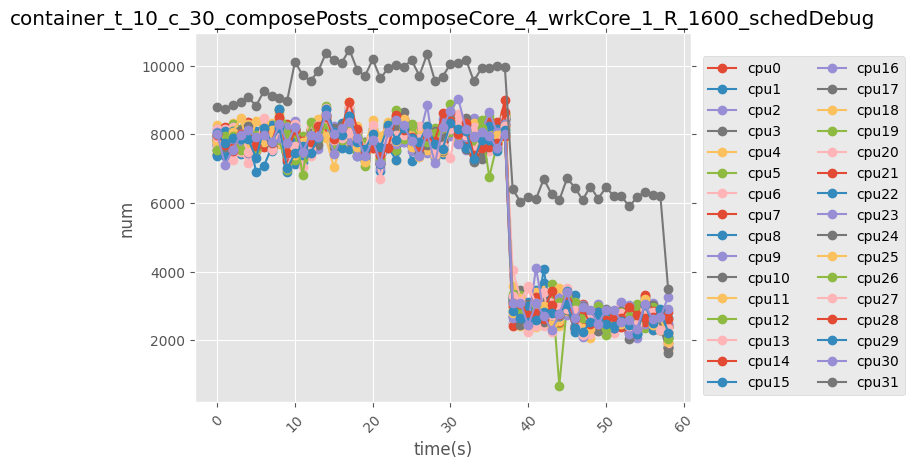 container_t_10_c_30_composePosts_composeCore_4_wrkCore_1_R_1600_schedDebug
10000
8000
6000
4000
2000
num
0
10
20
30
40
50
60
time(s)
cpu0
cpu1
cpu2
cpu3
cpu4
cpu5
cpu6
cpu7
cpu8
cpu9
cpu10
cpu11
cpu12
cpu13
cpu14
cpu15
cpu16
cpu17
cpu18
cpu19
cpu20
cpu21
cpu22
cpu23
cpu24
cpu25
cpu26
cpu27
cpu28
cpu29
cpu30
cpu31